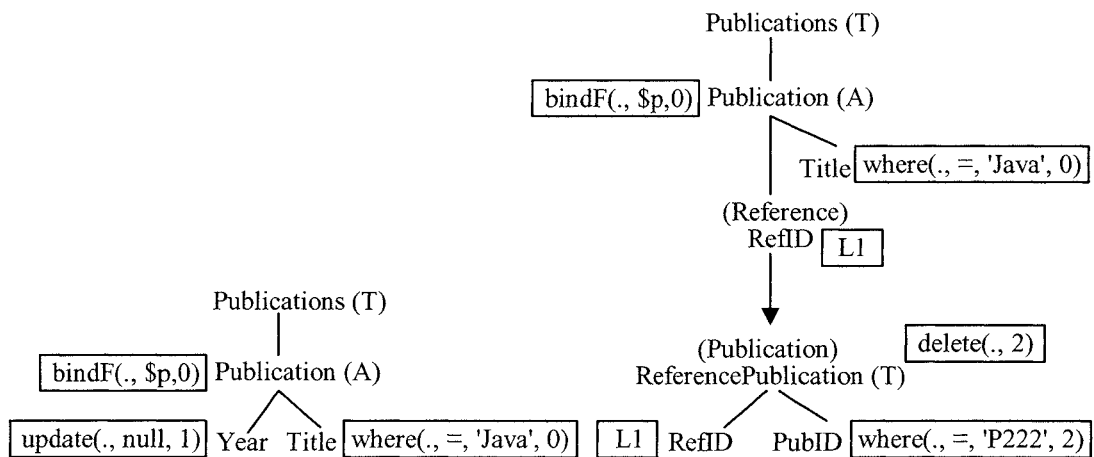 Publications (T)
bindF(., $p,0) Publication (A)
Title where(., =, 'Java', 0)
(Reference)
RefID L1
(Publication) delete(., 2)
ReferencePublication (T)
L1 RefID PubID where(., =, 'P222', 2)
Publications (T)
bindF(., $p,0) Publication (A)
update(., null, 1) Year Title where(., =, 'Java', 0)